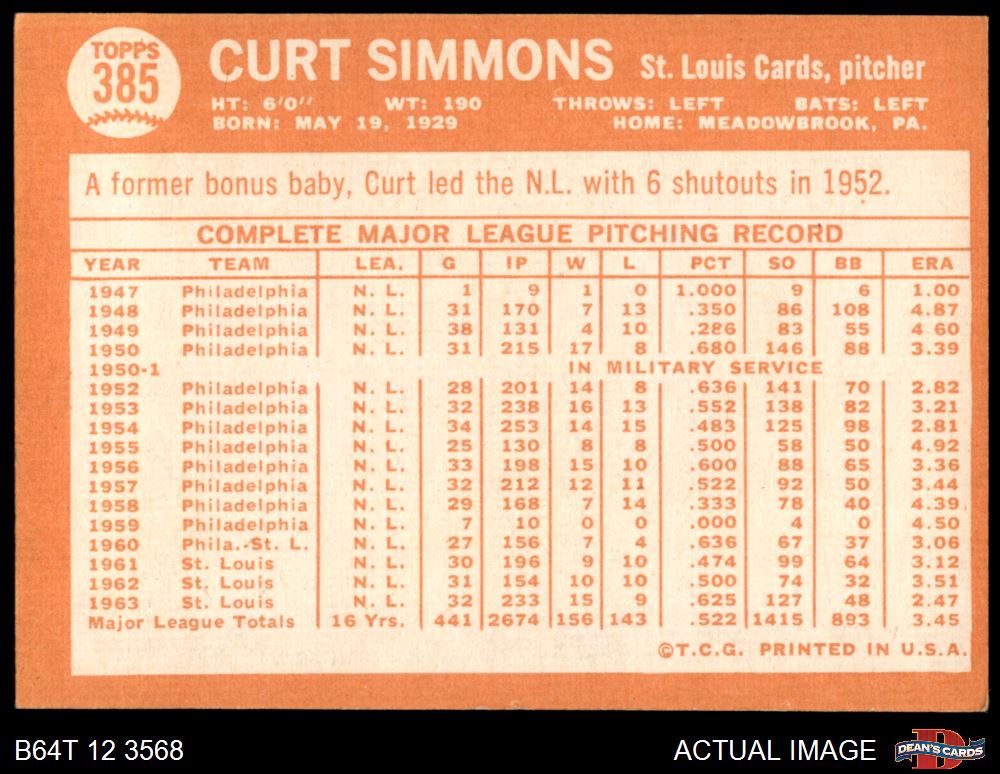 TOPPS
385
CURT SIMMONS St. Louis Cards, pitcher
HT: 6'0" WT: 190 THROWS: LEFT BATS: LEFT
BORN: MAY 19, 1929 HOME: MEADOWBROOK, PA.
A former bonus baby, Curt led the N.L. with 6 shutouts in 1952.
COMPLETE MAJOR LEAGUE PITCHING RECORD
YEAR TEAM LEA. G IP W L PCT SO BB ERA
1947 Philadelphia N. L. 1 9 1 0 1.000 9 6 1.00
1948 Philadelphia N. L. 31 170 7 13 .350 86 108 4.87
1949 Philadelphia N. L. 38 131 4 10 .286 83 55 4.60
1950 Philadelphia N. L. 31 215 17 8 .680 146 88 3.39
1950-1 IN MILITARY SERVICE
1952 Philadelphia N. L. 28 201 14 8 .636 141 70 2.82
1953 Philadelphia N. L. 32 238 16 13 .552 138 82 3.21
1954 Philadelphia N. L. 34 253 14 15 .483 125 98 2.81
1955 Philadelphia N. L. 25 130 8 8 .500 58 50 4.92
1956 Philadelphia N. L. 33 198 15 10 .600 88 65 3.36
1957 Philadelphia N. L. 32 212 12 11 .522 92 50 3.44
1958 Philadelphia N. L. 29 168 7 14 .333 78 40 4.39
1959 Philadelphia N. L. 7 10 0 0 .000 4 0 4.50
1960 Phila.-St. L. N. L. 27 156 7 4 .636 67 37 3.06
1961 St. Louis N. L. 30 196 9 10 .474 99 64 3.12
1962 St. Louis N. L. 31 154 10 10 .500 74 32 3.51
1963 St. Louis N. L. 32 233 15 9 .625 127 48 2.47
Major League Totals 16 Yrs. 441 2674 156 143 .522 1415 893 3.45
©T.C.G. PRINTED IN U.S.A.
B64T 12 3568 ACTUAL IMAGE DEAN'S CARDS